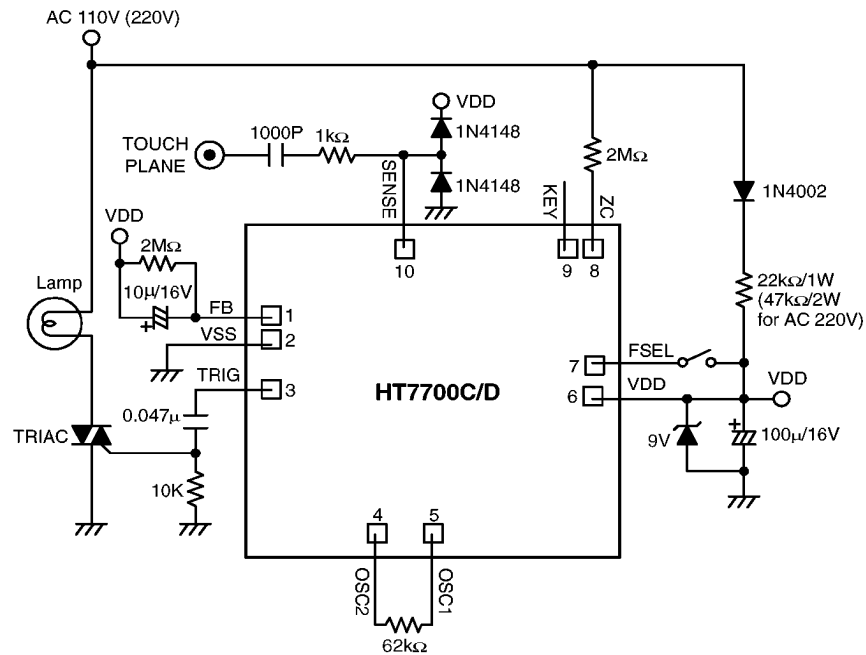 AC 110V (220V)
VDD
1000P
1kΩ
1N4148
TOUCH
PLANE
2MΩ
1N4148
SENSE
KEY
ZC
1N4002
VDD
2MΩ
10
9
8
Lamp
10µ/16V
FB
1
22kΩ/1W
(47kΩ/2W
for AC 220V)
VSS
2
7
FSEL
TRIG
3
HT7700C/D
6
VDD
VDD
0.047µ
TRIAC
9V
100µ/16V
10K
4
5
OSC2
OSC1
62kΩ